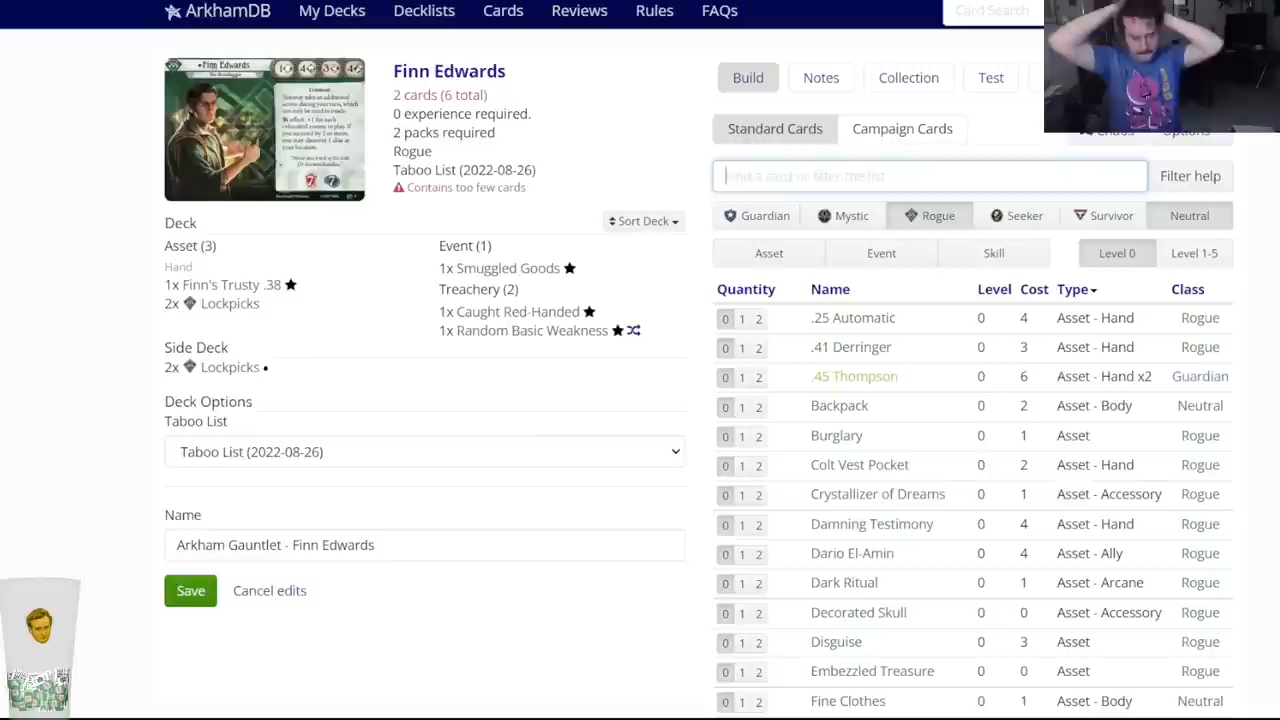 ArkhamDB My Decks Decklists Cards Reviews Rules FAQs Card Search
Finn Edwards
Finn Edwards
2 cards (6 total)
0 experience required.
2 packs required
Rogue
Taboo List (2022-08-26)
Contains too few cards
Deck
Sort Deck
Asset (3)
Hand
1x Finn's Trusty .38
2x Lockpicks
Event (1)
1x Smuggled Goods
Treachery (2)
1x Caught Red-Handed
1x Random Basic Weakness
Side Deck
2x Lockpicks
Deck Options
Taboo List
Taboo List (2022-08-26)
Name
Arkham Gauntlet - Finn Edwards
Save Cancel edits
Build Notes Collection Test
Standard Cards Campaign Cards Options
Filter help
Guardian Mystic Rogue Seeker Survivor Neutral
Asset Event Skill Level 0 Level 1-5
Quantity Name Level Cost Type Class
0 1 2 .25 Automatic 0 4 Asset - Hand Rogue
0 1 2 .41 Derringer 0 3 Asset - Hand Rogue
0 1 2 .45 Thompson 0 6 Asset - Hand x2 Guardian
0 1 2 Backpack 0 2 Asset - Body Neutral
0 1 2 Burglary 0 1 Asset Rogue
0 1 2 Colt Vest Pocket 0 2 Asset - Hand Rogue
0 1 2 Crystallizer of Dreams 0 1 Asset - Accessory Rogue
0 1 2 Damning Testimony 0 4 Asset - Hand Rogue
0 1 2 Dario El-Amin 0 4 Asset - Ally Rogue
0 1 2 Dark Ritual 0 1 Asset - Arcane Rogue
0 1 2 Decorated Skull 0 0 Asset - Accessory Rogue
0 1 2 Disguise 0 3 Asset Rogue
0 1 2 Embezzled Treasure 0 0 Asset Rogue
0 1 2 Fine Clothes 0 1 Asset - Body Neutral